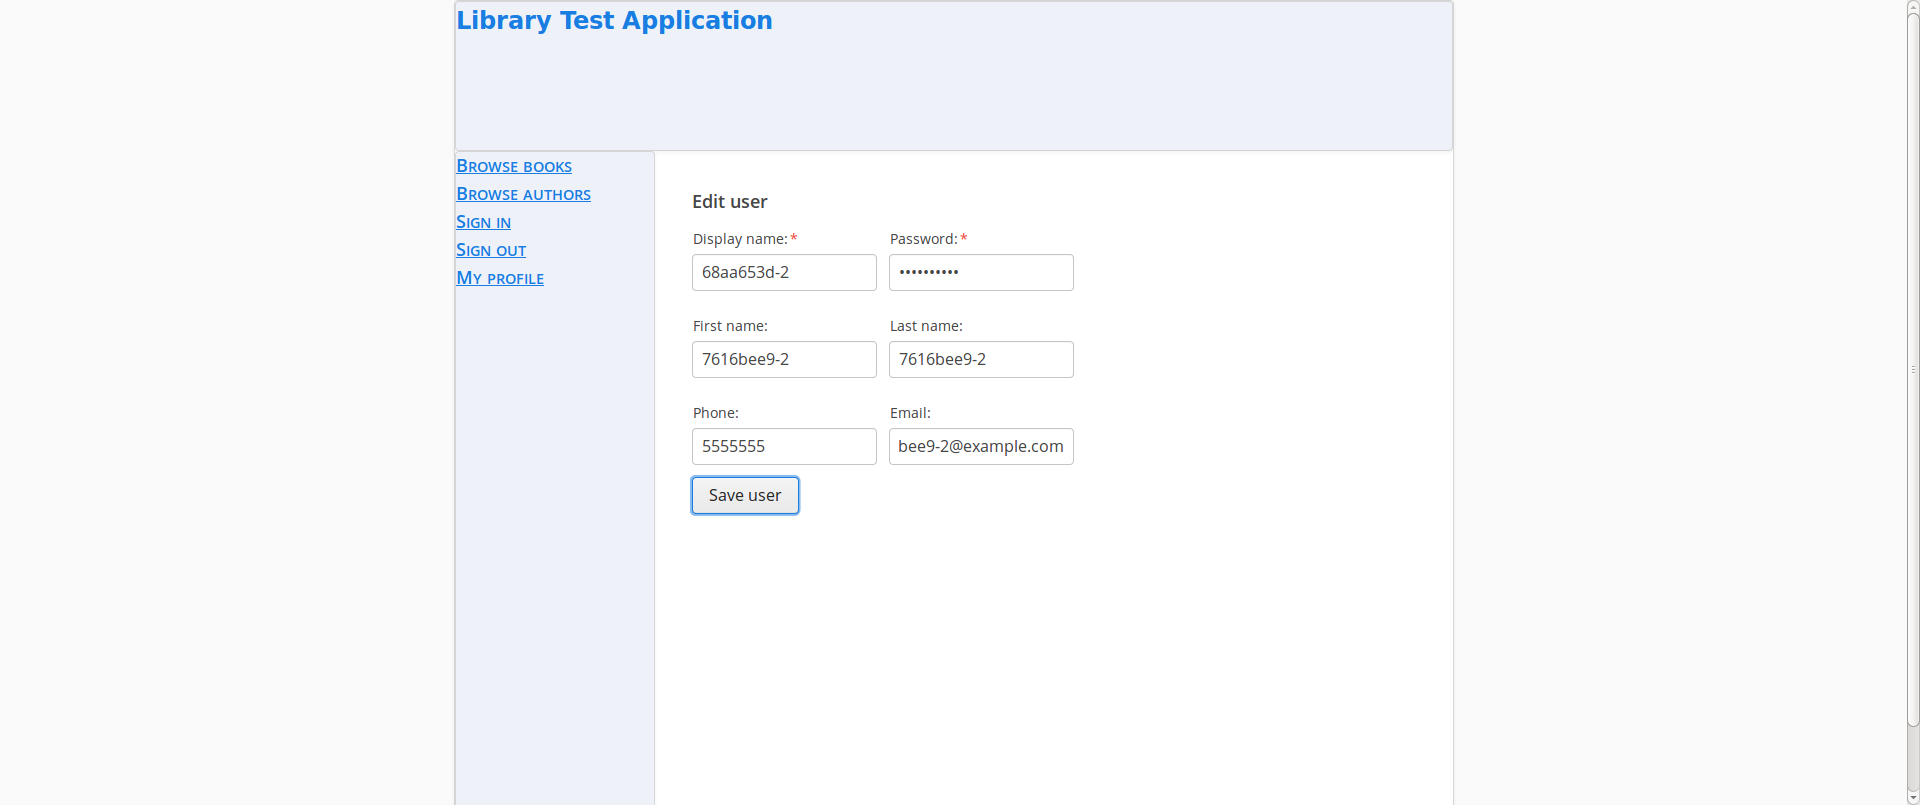 Library Test Application
Browse books
Browse authors
Sign in
Sign out
My profile
Edit user
Display name:* Password:*
68aa653d-2 ••••••••••
First name: Last name:
7616bee9-2 7616bee9-2
Phone: Email:
5555555 bee9-2@example.com
Save user